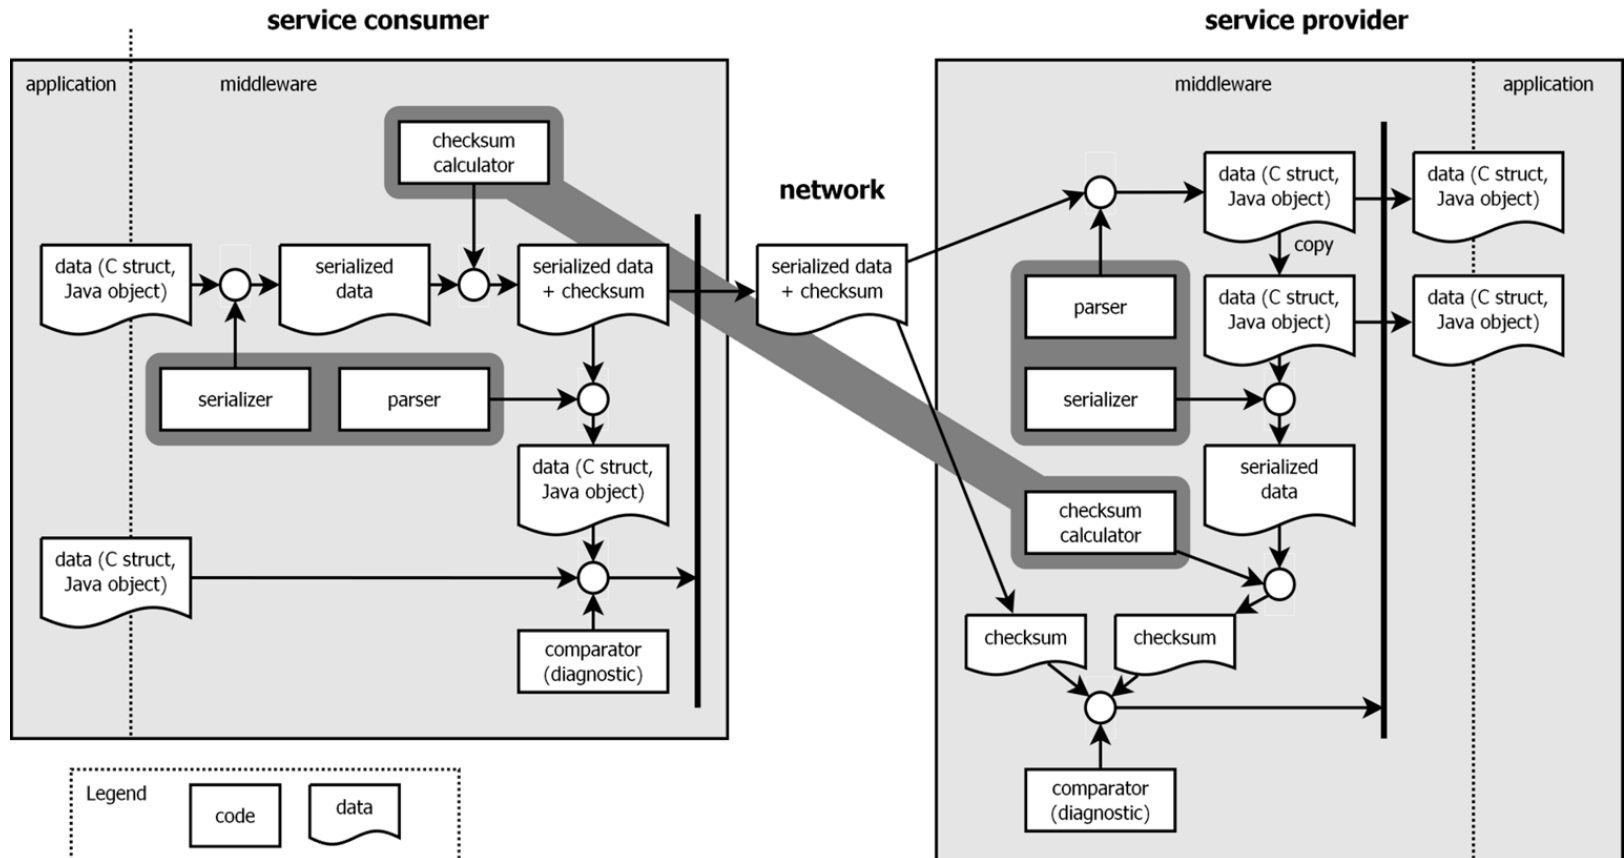 service consumer
service provider
application
middleware
middleware
application
checksum
calculator
network
data (C struct,
Java object)
data (C struct,
Java object)
copy
data (C struct,
Java object)
serialized
data
serialized data
+ checksum
serialized data
+ checksum
parser
data (C struct,
Java object)
data (C struct,
Java object)
serializer
parser
serializer
data (C struct,
Java object)
serialized
data
checksum
calculator
data (C struct,
Java object)
comparator
(diagnostic)
checksum
checksum
comparator
(diagnostic)
Legend
code
data